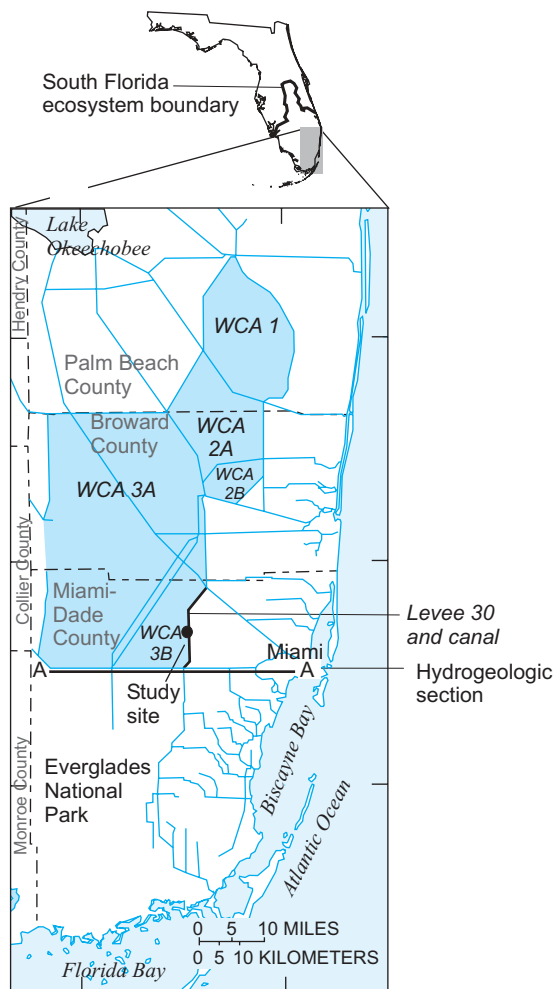 South Florida
ecosystem boundary
Lake
Okeechobee
Hendry County
WCA 1
Palm Beach
County
Broward
County
WCA
2A
WCA
2B
WCA 3A
Collier County
Miami-
Dade
County
WCA
3B
Levee 30
and canal
Miami
A
A
Hydrogeologic
section
Study
site
Monroe County
Everglades
National
Park
Biscayne Bay
Atlantic Ocean
0 5 10 MILES
0 5 10 KILOMETERS
Florida Bay